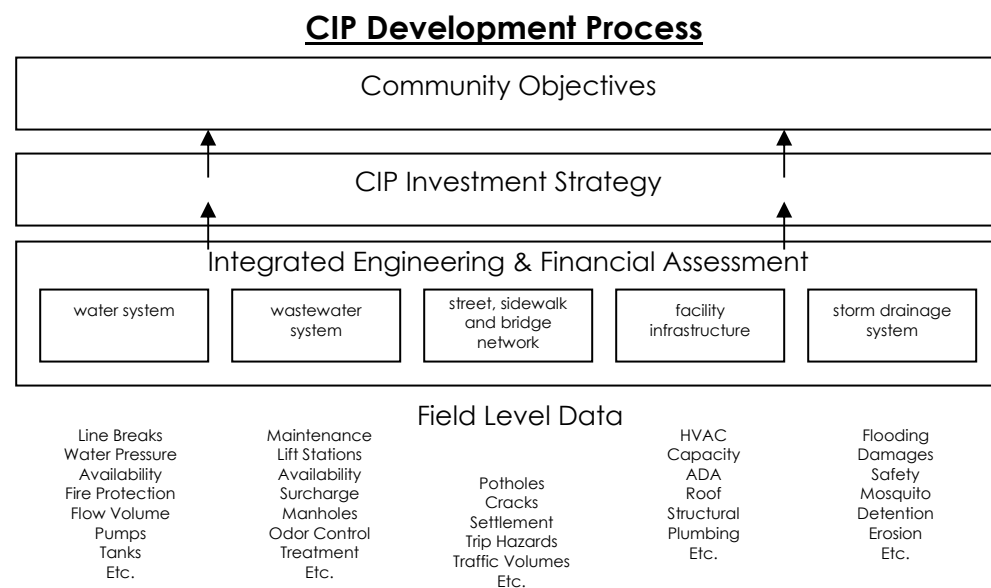 CIP Development Process
Community Objectives
CIP Investment Strategy
Integrated Engineering & Financial Assessment
water system
wastewater
system
street, sidewalk
and bridge
network
facility
infrastructure
storm drainage
system
Field Level Data
Line Breaks
Water Pressure
Availability
Fire Protection
Flow Volume
Pumps
Tanks
Etc.
Maintenance
Lift Stations
Availability
Surcharge
Manholes
Odor Control
Treatment
Etc.
Potholes
Cracks
Settlement
Trip Hazards
Traffic Volumes
Etc.
HVAC
Capacity
ADA
Roof
Structural
Plumbing
Etc.
Flooding
Damages
Safety
Mosquito
Detention
Erosion
Etc.